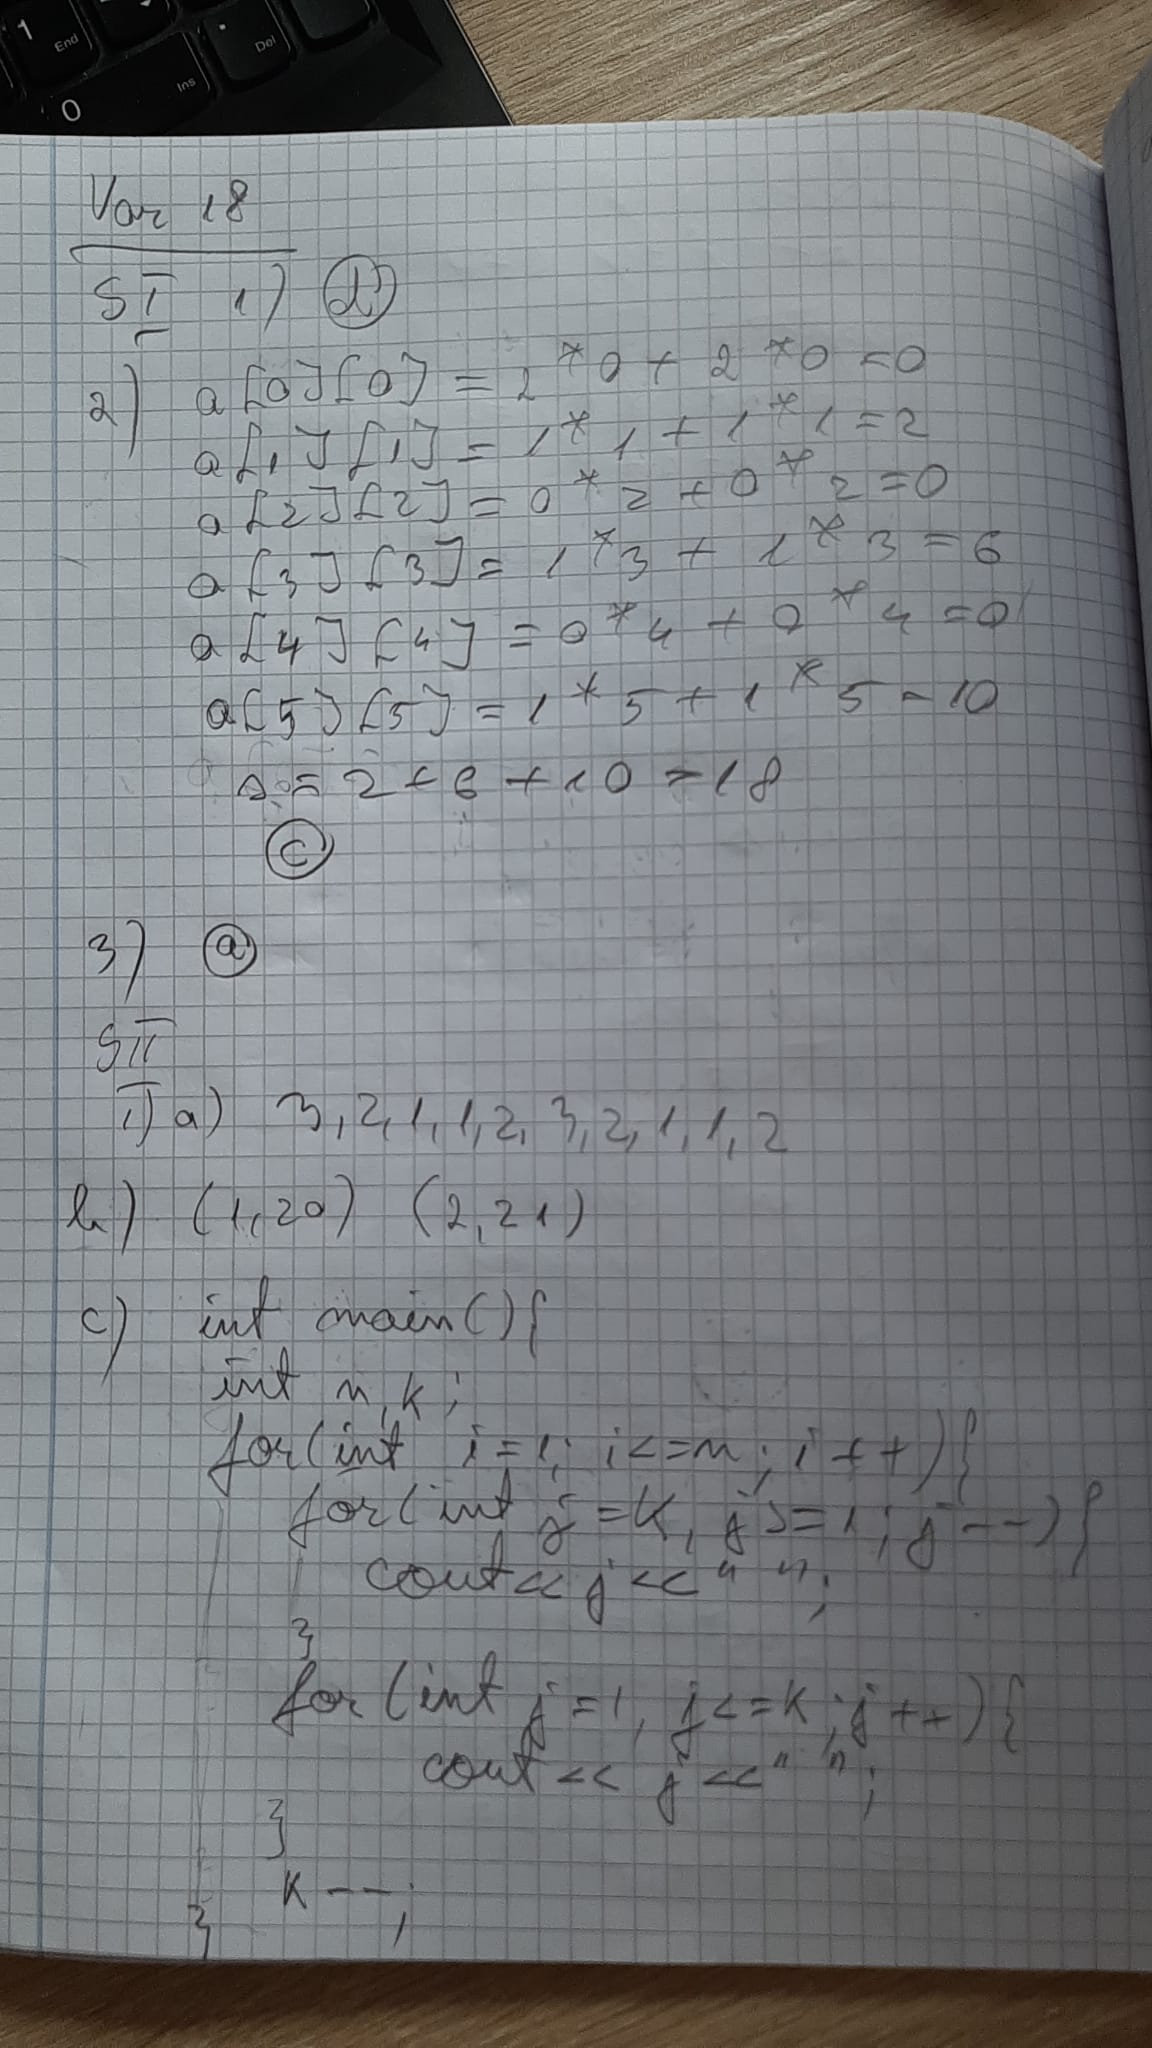 1
End
.
Del
0
Ins
Var 18
S I 1) d
2) a[0][0] = 2*0 + 2*0 = 0
a[1][1] = 1*1 + 1*1 = 2
a[2][2] = 0*2 + 0*2 = 0
a[3][3] = 1*3 + 1*3 = 6
a[4][4] = 0*4 + 0*4 = 0
a[5][5] = 1*5 + 1*5 = 10
s = 2 + 6 + 10 = 18
c
3) a
S II
1) a) 3, 2, 1, 1, 2, 3, 2, 1, 1, 2
b) (1, 20) (2, 21)
c) int main(){
int n, k;
for(int i=1; i<=n; i++){
for(int j=k, j>=1; j--){
cout<<j<<" ";
}
for(int j=1, j<=k; j++){
cout<<j<<" ";
}
k--;
}